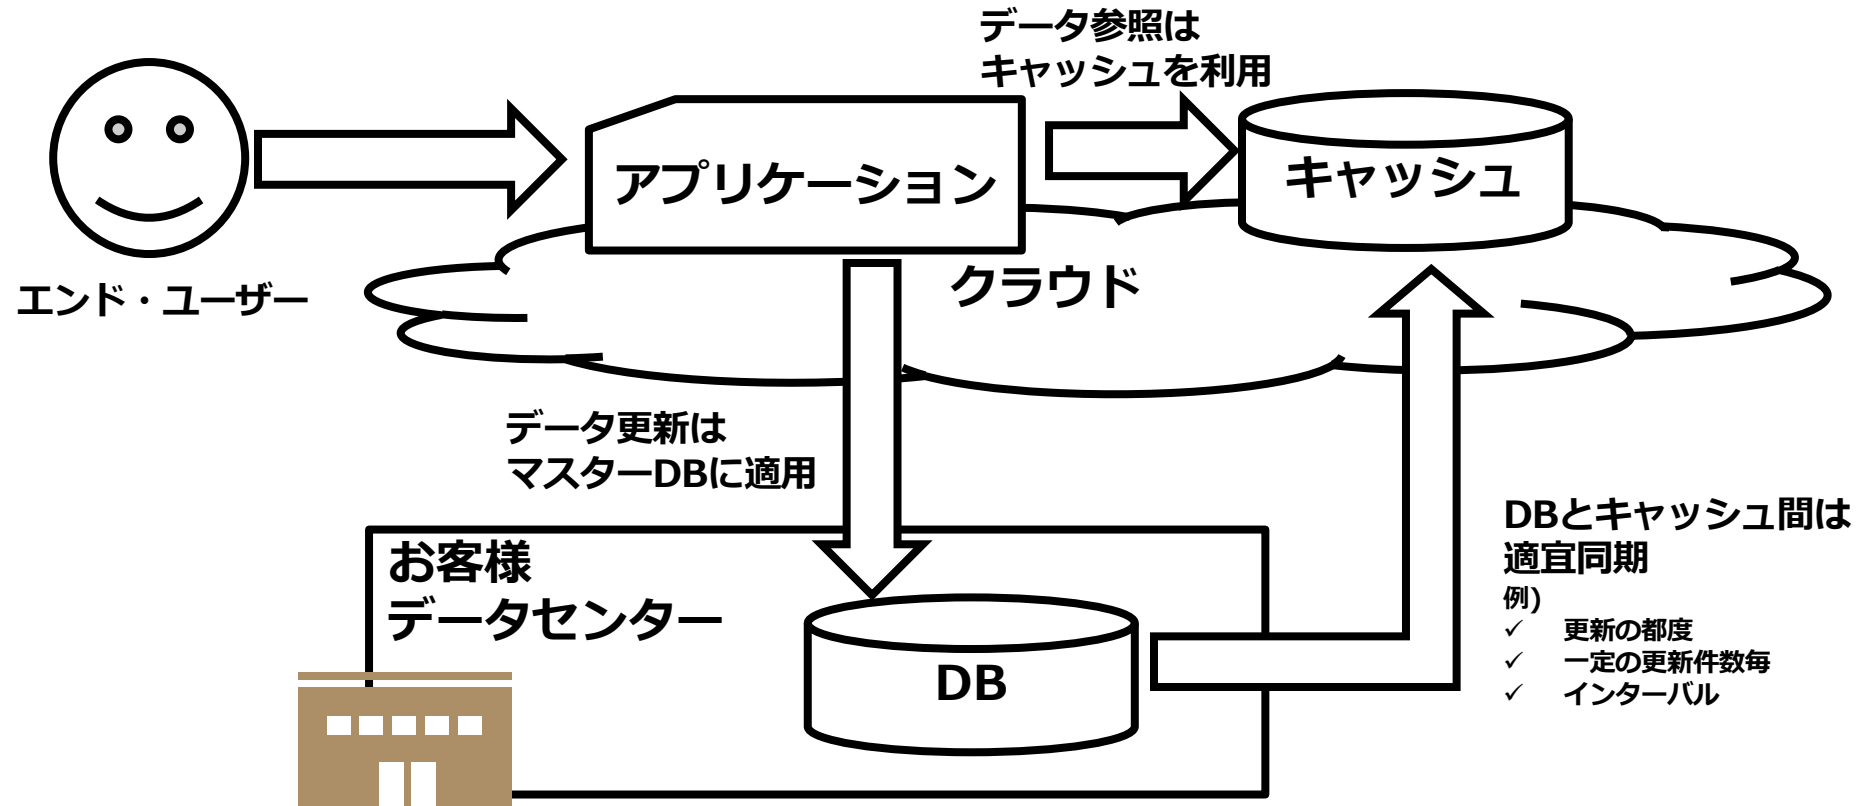 データ参照は
キャッシュを利用
アプリケーション
キャッシュ
エンド・ユーザー
クラウド
データ更新は
マスターDBに適用
お客様
データセンター
DB
DBとキャッシュ間は
適宜同期
例)
✓ 更新の都度
✓ 一定の更新件数毎
✓ インターバル